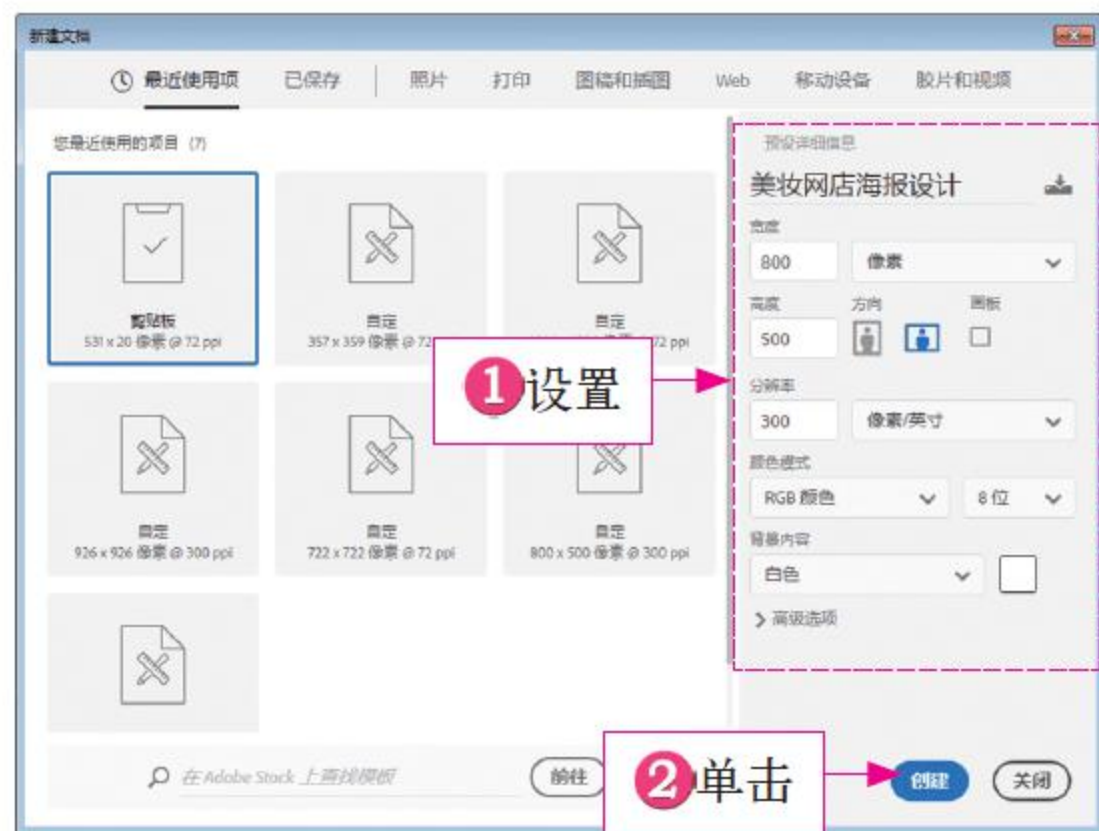 新建文档
最近使用项 已保存 照片 打印 图稿和插图 Web 移动设备 胶片和视频
您最近使用的项目 (7)
剪贴板
531 x 20 像素 @ 72 ppi
自定
357 x 359 像素 @ 72
自定
72 ppi
自定
926 x 926 像素 @ 300 ppi
自定
722 x 722 像素 @ 72 ppi
自定
800 x 500 像素 @ 300 ppi
在 Adobe Stock 上查找模板
前往
预设详细信息
美妆网店海报设计
宽度
800 像素
高度 方向 画板
500
分辨率
300 像素/英寸
颜色模式
RGB 颜色 8 位
背景内容
白色
高级选项
1设置
2单击
创建 关闭